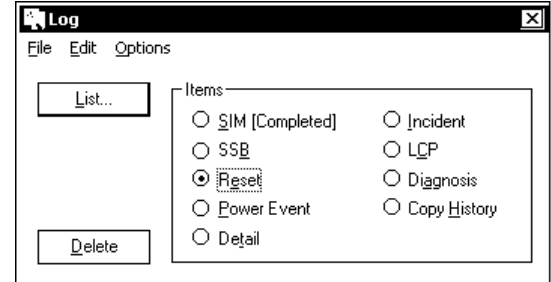 Log
File Edit Options
List...
Items
SIM [Completed]
Incident
SSB
LCP
Reset
Diagnosis
Power Event
Copy History
Detail
Delete